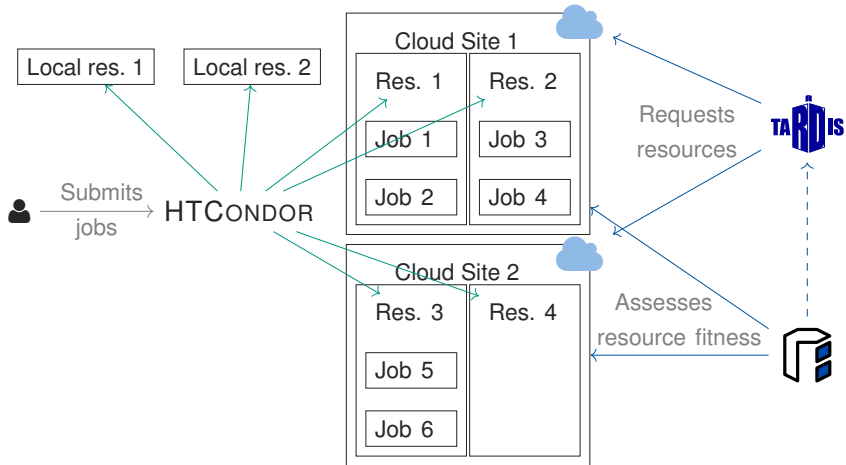 Cloud Site 1
Local res. 1
Local res. 2
Res. 1
Res. 2
Job 1
Job 3
Job 2
Job 4
Requests
resources
TARDIS
Submits
jobs
HTCONDOR
Cloud Site 2
Res. 3
Res. 4
Job 5
Job 6
Assesses
resource fitness